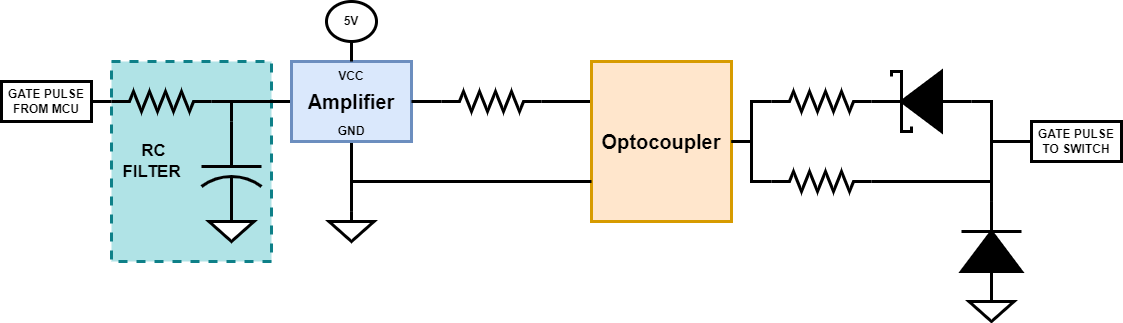 5V
GATE PULSE
FROM MCU
RC
FILTER
VCC
Amplifier
GND
Optocoupler
GATE PULSE
TO SWITCH